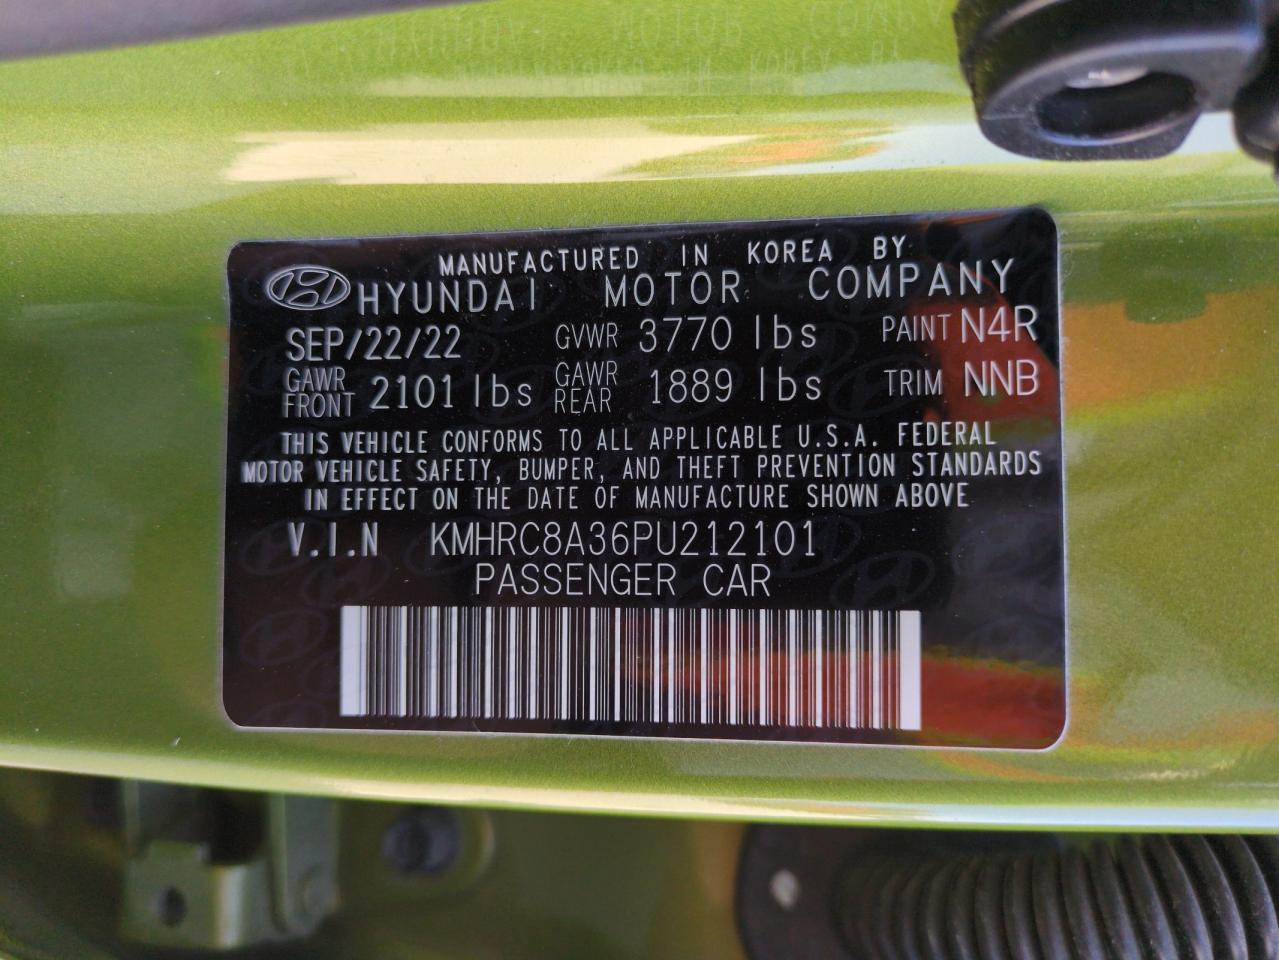 MANUFACTURED IN KOREA BY
HYUNDAI MOTOR COMPANY
SEP/22/22 GVWR 3770 lbs PAINT N4R
GAWR FRONT 2101 lbs GAWR REAR 1889 lbs TRIM NNB
THIS VEHICLE CONFORMS TO ALL APPLICABLE U.S.A. FEDERAL
MOTOR VEHICLE SAFETY, BUMPER, AND THEFT PREVENTION STANDARDS
IN EFFECT ON THE DATE OF MANUFACTURE SHOWN ABOVE
V.I.N KMHRC8A36PU212101
PASSENGER CAR